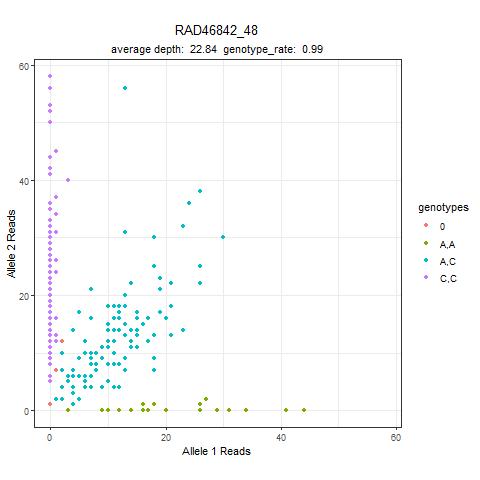 RAD46842_48
average depth:  22.84  genotype_rate:  0.99
60
40
20
0
Allele 2 Reads
0
20
40
60
Allele 1 Reads
genotypes
0
A,A
A,C
C,C